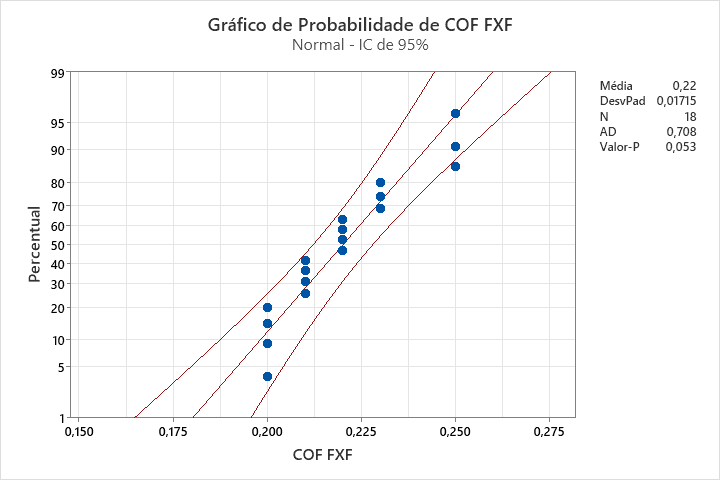 Gráfico de Probabilidade de COF FXF
Normal - IC de 95%
Média 0,22
DesvPad 0,01715
N 18
AD 0,708
Valor-P 0,053
Percentual
99
95
90
80
70
60
50
40
30
20
10
5
1
0,150 0,175 0,200 0,225 0,250 0,275
COF FXF